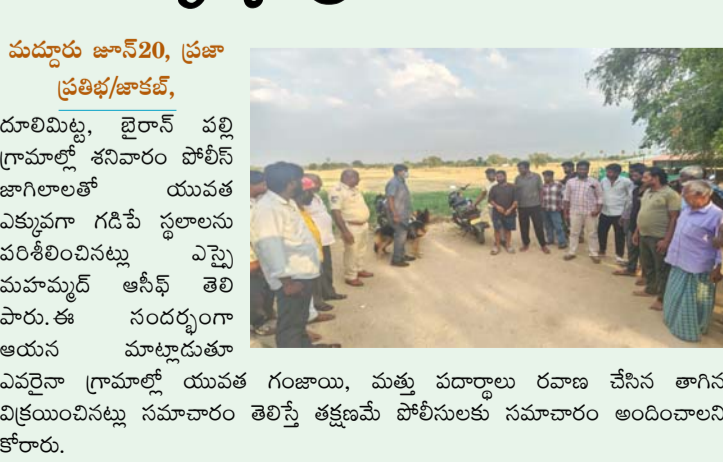 మద్దూరు జూన్20, ప్రజా
ప్రతిభ/జాకబ్,
దూలిమిట్ట, బైరాన్ పల్లి
గ్రామాల్లో శనివారం పోలీస్
జాగిలాలతో యువత
ఎక్కువగా గడిపే స్థలాలను
పరిశీలించినట్లు ఎస్సై
మహమ్మద్ ఆసీఫ్ తెలి
పారు.ఈ సందర్భంగా
ఆయన మాట్లాడుతూ
ఎవరైనా గ్రామాల్లో యువత గంజాయి, మత్తు పదార్థాలు రవాణ చేసిన తాగిన
విక్రయించినట్లు సమాచారం తెలిస్తే తక్షణమే పోలీసులకు సమాచారం అందించాలని
కోరారు.